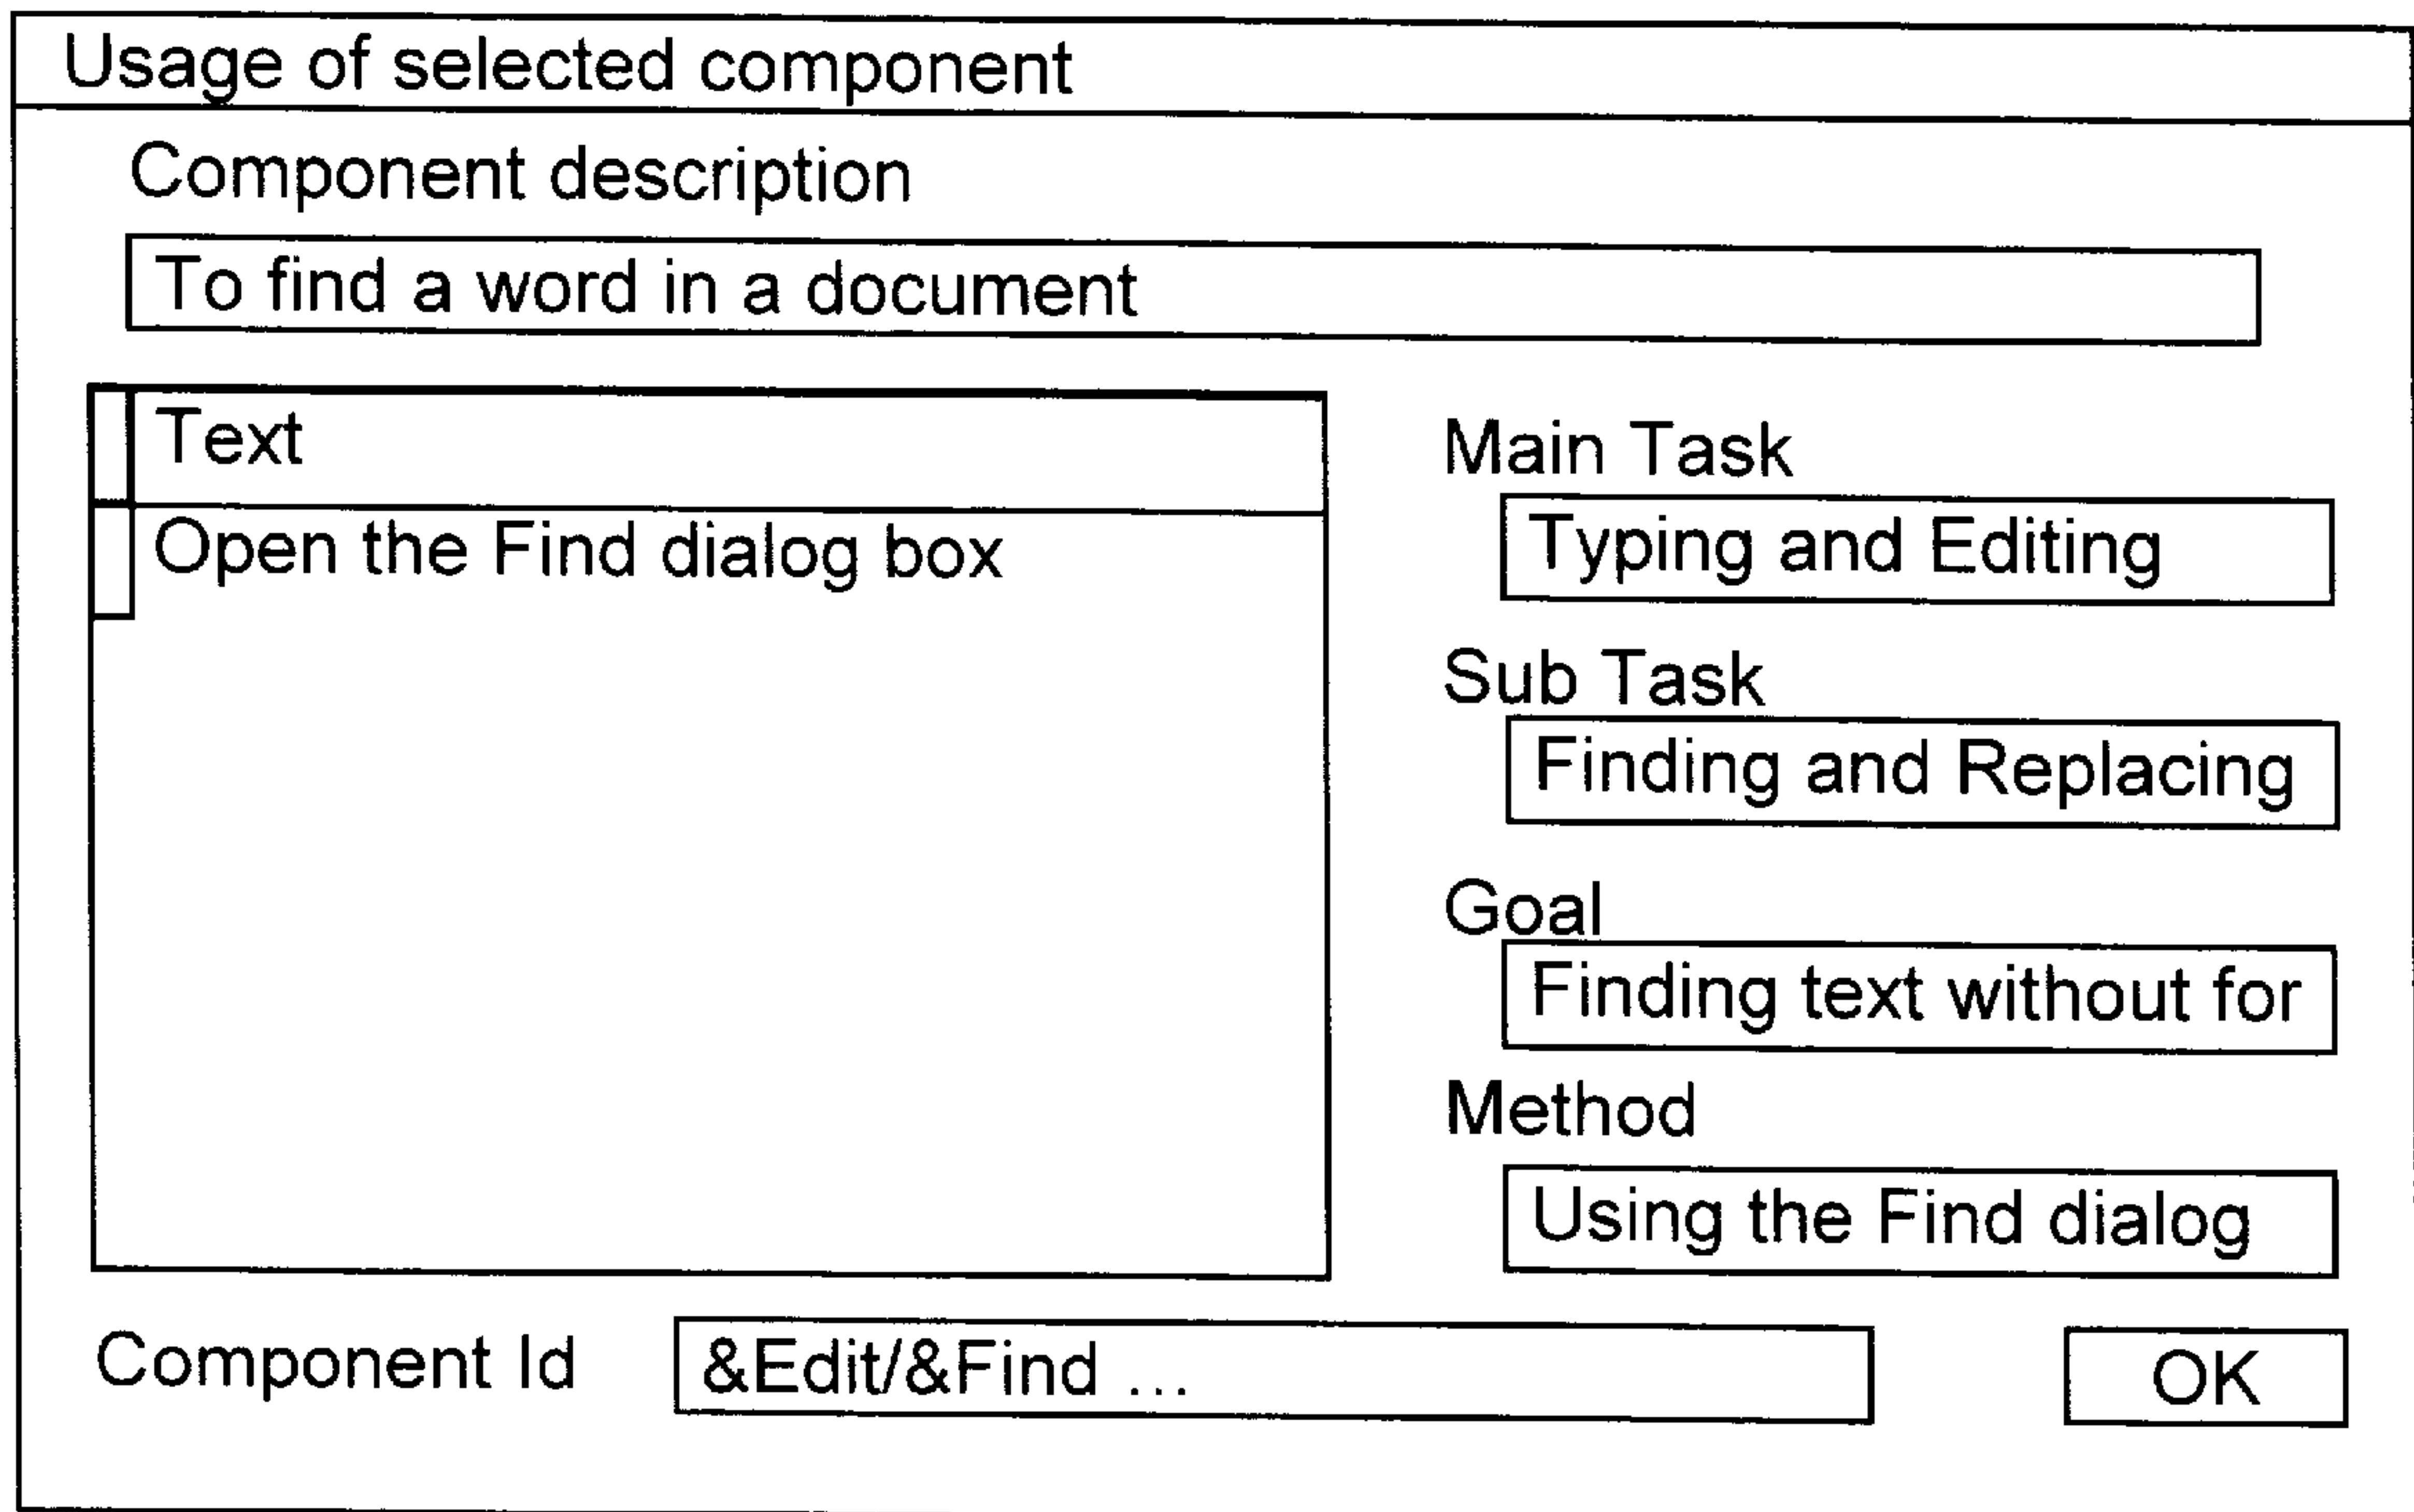 Usage of selected component
Component description
To find a word in a document
Text
Open the Find dialog box
Main Task
Typing and Editing
Sub Task
Finding and Replacing
Goal
Finding text without for
Method
Using the Find dialog
Component Id
&Edit/&Find ...
OK